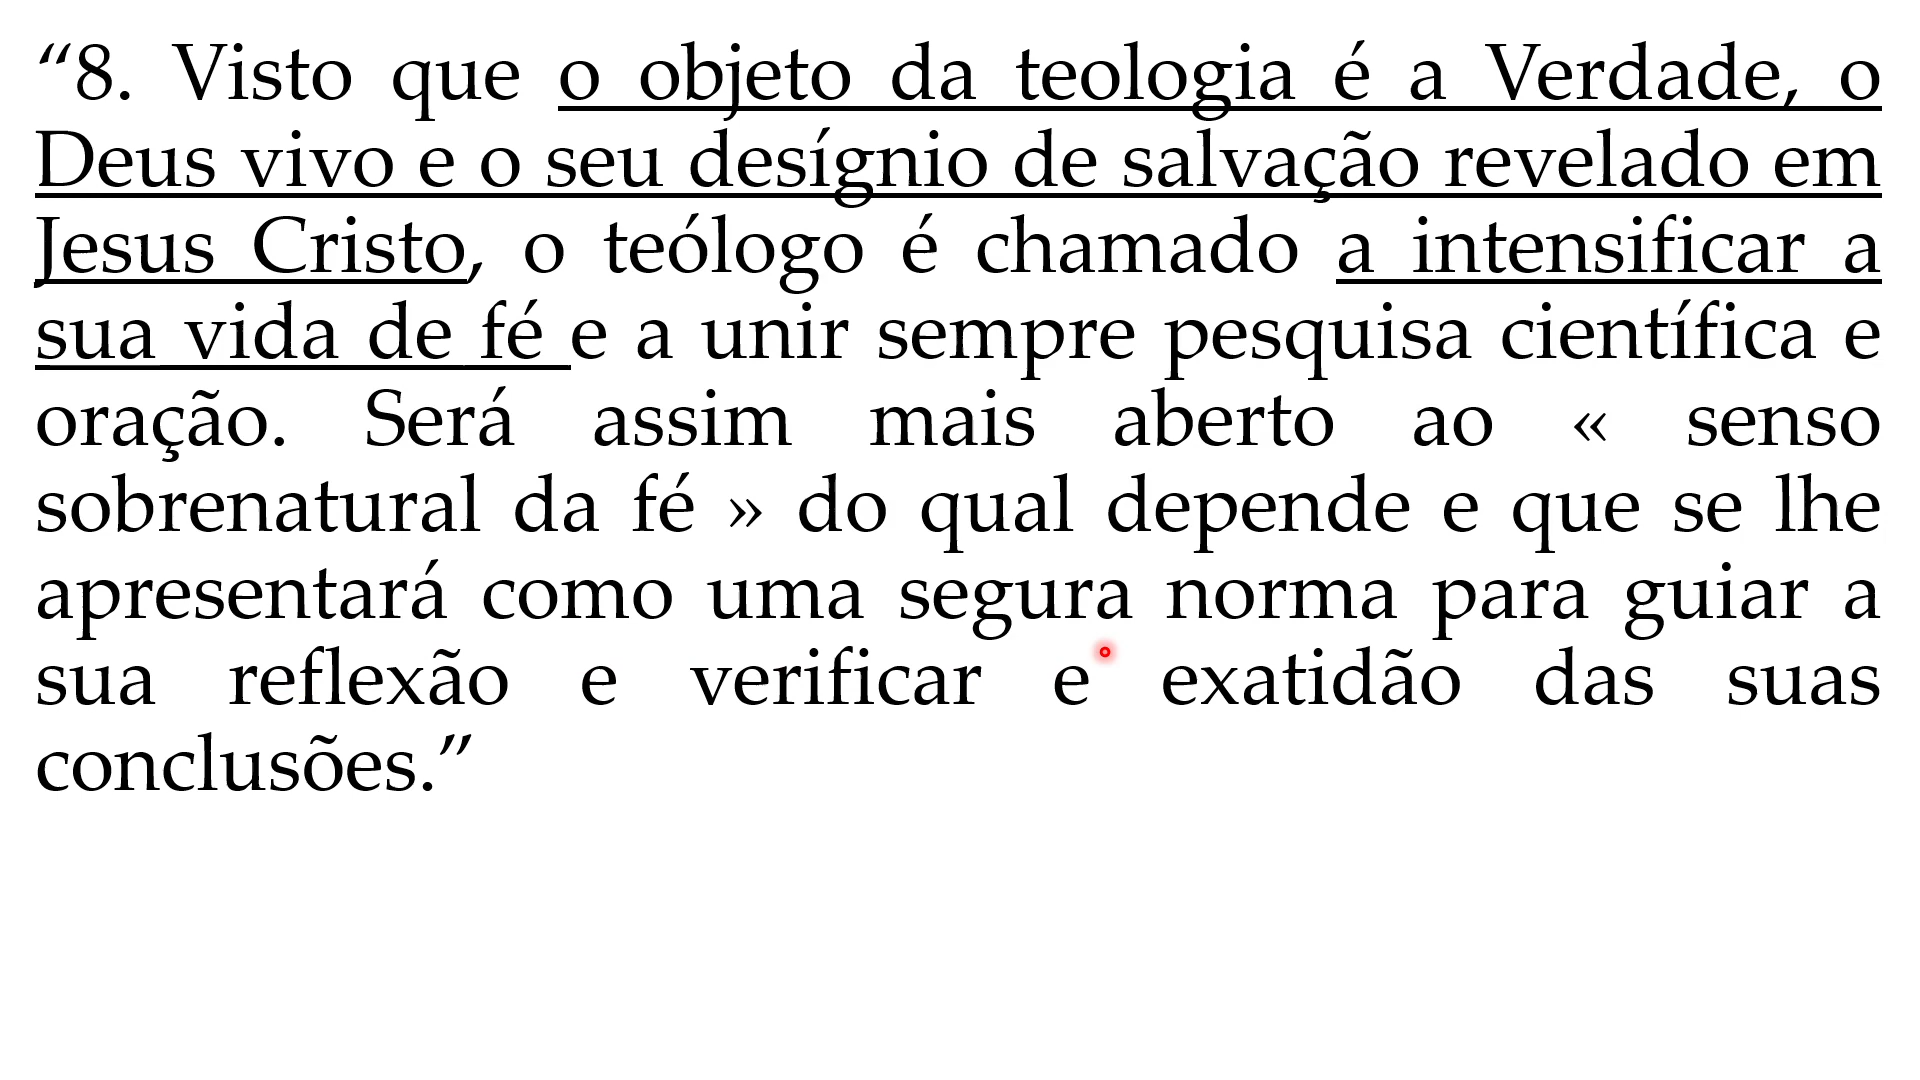 “8. Visto que o objeto da teologia é a Verdade, o
Deus vivo e o seu desígnio de salvação revelado em
Jesus Cristo, o teólogo é chamado a intensificar a
sua vida de fé e a unir sempre pesquisa científica e
oração. Será assim mais aberto ao « senso
sobrenatural da fé » do qual depende e que se lhe
apresentará como uma segura norma para guiar a
sua reflexão e verificar e exatidão das suas
conclusões.”